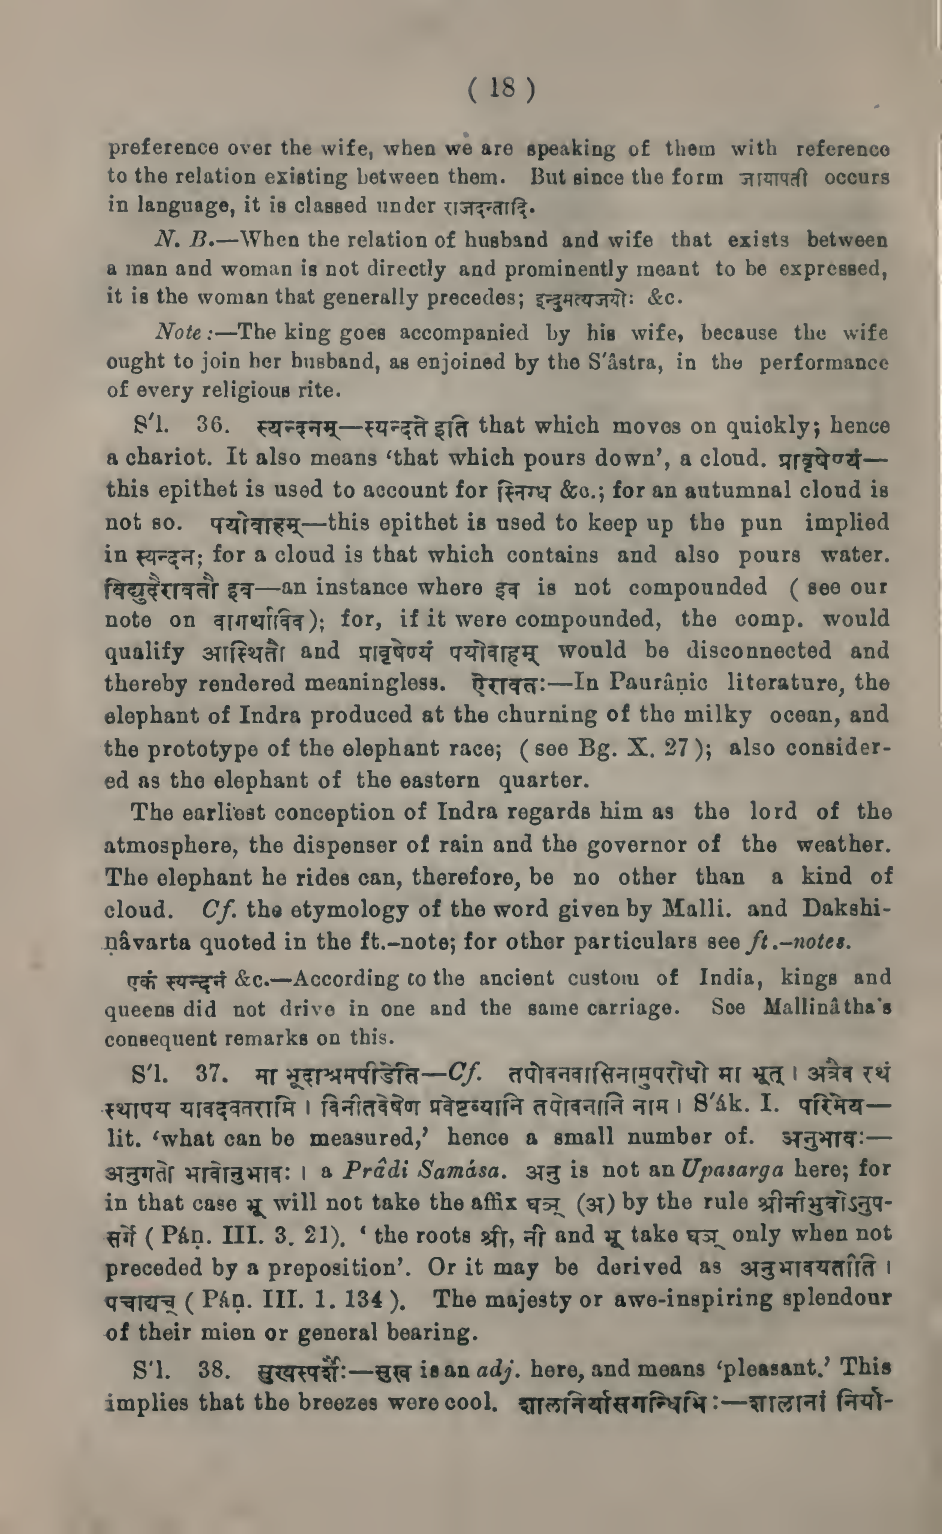 ( 18 )
preference over the wife, when we are speaking of them with reference
to the relation existing between them. But since the form जायापती occurs
in language, it is classed under राजदन्तादि.
N. B.—When the relation of husband and wife that exists between
a man and woman is not directly and prominently meant to be expressed,
it is the woman that generally precedes; इन्दुमत्यजयोः &c.
Note :—The king goes accompanied by his wife, because the wife
ought to join her husband, as enjoined by the S'âstra, in the performance
of every religious rite.
S'l. 36. स्यन्दनम्—स्यन्दते इति that which moves on quickly; hence
a chariot. It also means ‘that which pours down’, a cloud. प्रावृषेण्यं—
this epithet is used to account for स्निग्ध &c.; for an autumnal cloud is
not so. पयोवाहम्—this epithet is used to keep up the pun implied
in स्यन्दन; for a cloud is that which contains and also pours water.
विद्युदैरावतौ इव—an instance where इव is not compounded ( see our
note on वागर्थाविव ); for, if it were compounded, the comp. would
qualify आस्थितौ and प्रावृषेण्यं पयोवाहम् would be disconnected and
thereby rendered meaningless. ऐरावतः:—In Paurâṇic literature, the
elephant of Indra produced at the churning of the milky ocean, and
the prototype of the elephant race; ( see Bg. X. 27 ); also consider-
ed as the elephant of the eastern quarter.
The earliest conception of Indra regards him as the lord of the
atmosphere, the dispenser of rain and the governor of the weather.
The elephant he rides can, therefore, be no other than a kind of
cloud. Cf. the etymology of the word given by Malli. and Dakshi-
ṇâvarta quoted in the ft.-note; for other particulars see ft.-notes.
एकं स्यन्दनं &c.—According to the ancient custom of India, kings and
queens did not drive in one and the same carriage. See Mallinâtha's
consequent remarks on this.
S'l. 37. मा भूदाश्रमपीडेति—Cf. तपोवनवासिनामुपरोधो मा भूत् । अत्रैव रथं
स्थापय यावदवतरामि । विनीतवेषेण प्रवेष्टव्यानि तपोवनानि नाम । S'ák. I. परिमेय—
lit. ‘what can be measured,’ hence a small number of. अनुभावः:—
अनुगतो भावोनुभावः । a Prâdi Samása. अनु is not an Upasarga here; for
in that case भू will not take the affix घञ् (अ) by the rule श्रीनीभुवोऽनुप-
सर्गे ( Páṇ. III. 3. 21). ‘ the roots श्री, नी and भू take घञ् only when not
preceded by a preposition’. Or it may be derived as अनुभावयतीति ।
पचाद्यच् ( Páṇ. III. 1. 134 ). The majesty or awe-inspiring splendour
of their mien or general bearing.
S'l. 38. सुखस्पर्शैः:—सुख is an adj. here, and means ‘pleasant.’ This
implies that the breezes were cool. शालनिर्यासगन्धिभिः:—शालानां निर्या-